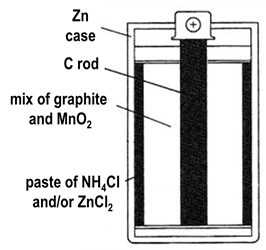 Zn
case
C rod
mix of graphite
and MnO₂
paste of NH₄Cl
and/or ZnCl₂
+